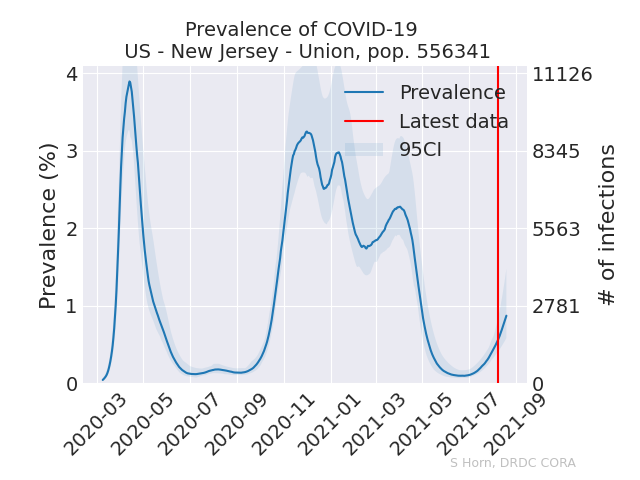 Prevalence of COVID-19
US - New Jersey - Union, pop. 556341
Prevalence (%)
4
3
2
1
0
11126
8345
5563
2781
0
# of infections
Prevalence
Latest data
95CI
2020-03
2020-05
2020-07
2020-09
2020-11
2021-01
2021-03
2021-05
2021-07
2021-09
S Horn, DRDC CORA